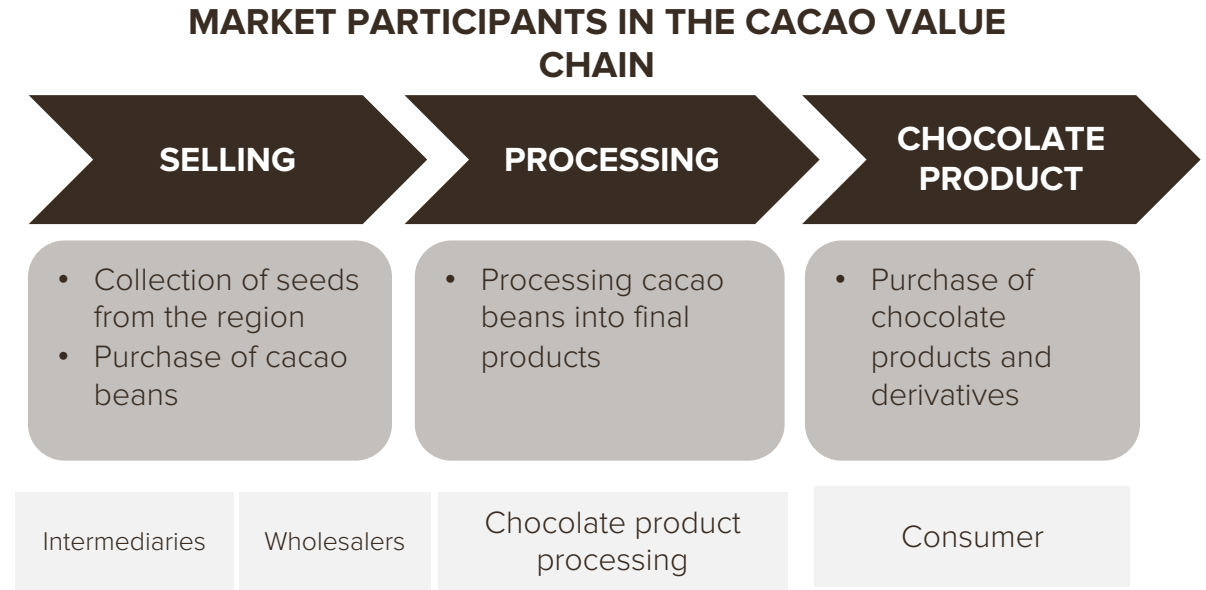 MARKET PARTICIPANTS IN THE CACAO VALUE
CHAIN
SELLING
PROCESSING
CHOCOLATE
PRODUCT
• Collection of seeds
from the region
• Purchase of cacao
beans
• Processing cacao
beans into final
products
• Purchase of
chocolate
products and
derivatives
Intermediaries
Wholesalers
Chocolate product
processing
Consumer